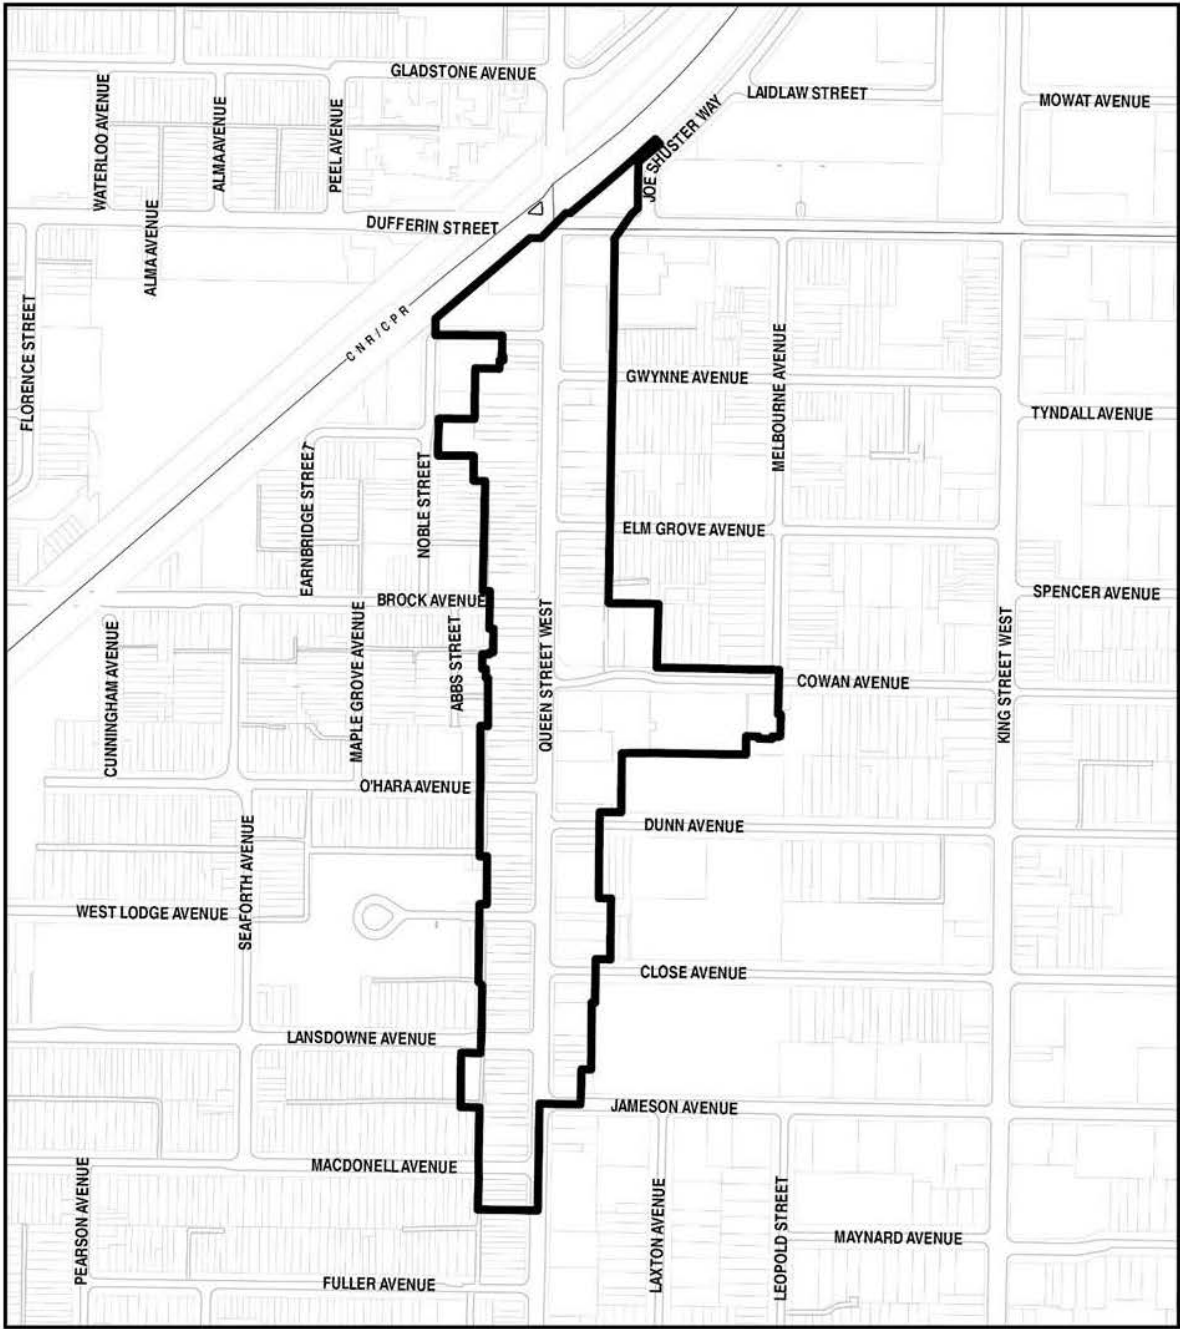 GLADSTONE AVENUE
LAIDLAW STREET
MOWAT AVENUE
WATERLOO AVENUE
ALMA AVENUE
PEEL AVENUE
JOE SHUSTER WAY
ALMA AVENUE
DUFFERIN STREET
FLORENCE STREET
CNR/CPR
MELBOURNE AVENUE
GWYNNE AVENUE
TYNDALL AVENUE
EARNBRIDGE STREET
NOBLE STREET
ELM GROVE AVENUE
BROCK AVENUE
SPENCER AVENUE
CUNNINGHAM AVENUE
MAPLE GROVE AVENUE
ABBS STREET
QUEEN STREET WEST
COWAN AVENUE
KING STREET WEST
O'HARA AVENUE
DUNN AVENUE
SEAFORTH AVENUE
WEST LODGE AVENUE
CLOSE AVENUE
LANSDOWNE AVENUE
JAMESON AVENUE
MACDONELL AVENUE
PEARSON AVENUE
LAXTON AVENUE
LEOPOLD STREET
MAYNARD AVENUE
FULLER AVENUE